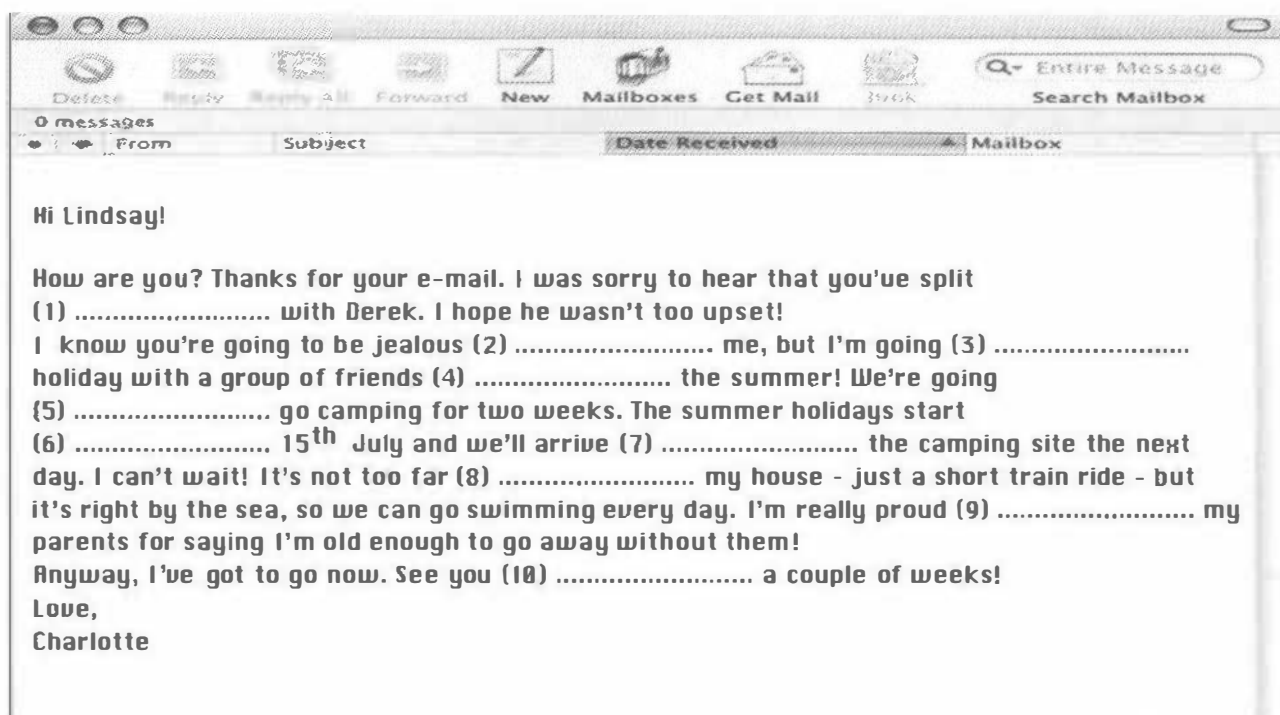 Delete Reply Reply All Forward New Mailboxes Get Mail Junk Entire Message
Search Mailbox
0 messages
From Subject Date Received Mailbox
Hi Lindsay!
How are you? Thanks for your e-mail. I was sorry to hear that you've split
(1) ............................ with Derek. I hope he wasn't too upset!
I know you're going to be jealous (2) ............................ me, but I'm going (3) ............................
holiday with a group of friends (4) ............................ the summer! We're going
(5) ............................ go camping for two weeks. The summer holidays start
(6) ............................ 15th July and we'll arrive (7) ............................ the camping site the next
day. I can't wait! It's not too far (8) ............................ my house - just a short train ride - but
it's right by the sea, so we can go swimming every day. I'm really proud (9) ............................ my
parents for saying I'm old enough to go away without them!
Anyway, I've got to go now. See you (10) ............................ a couple of weeks!
Love,
Charlotte